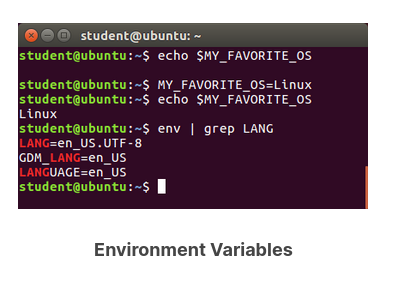 student@ubuntu: ~
student@ubuntu:~$ echo $MY_FAVORITE_OS
student@ubuntu:~$ MY_FAVORITE_OS=Linux
student@ubuntu:~$ echo $MY_FAVORITE_OS
Linux
student@ubuntu:~$ env | grep LANG
LANG=en_US.UTF-8
GDM_LANG=en_US
LANGUAGE=en_US
student@ubuntu:~$
Environment Variables